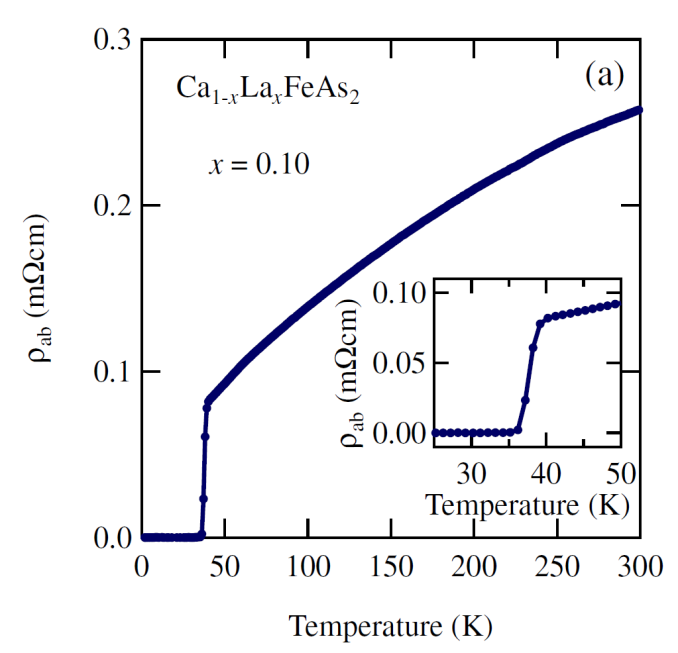 (a)
Ca1-xLaxFeAs2
x = 0.10
ρab (mΩcm)
0.3
0.2
0.1
0.0
0 50 100 150 200 250 300
Temperature (K)
ρab (mΩcm)
0.10
0.05
0.00
30 40 50
Temperature (K)